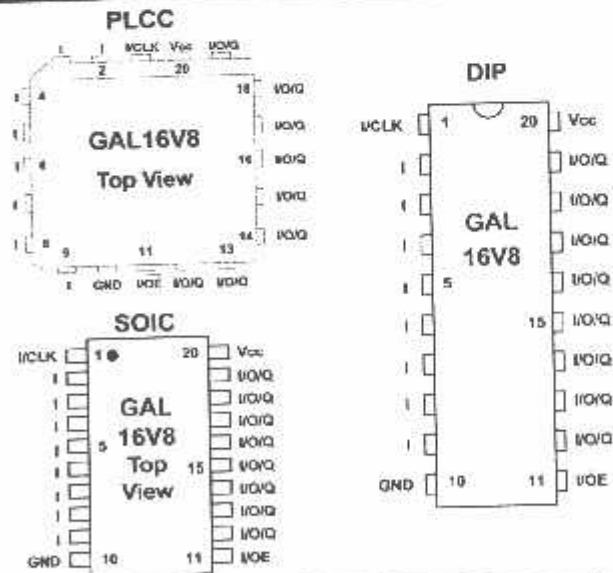 PLCC
I I I/CLK Vcc I/O/Q
2 20
I 4 18 I/O/Q
I I/O/Q
I 6 GAL16V8 16 I/O/Q
Top View
I I/O/Q
I 8 14 I/O/Q
9 11 13
I GND I/OE I/O/Q I/O/Q
SOIC
I/CLK 1 20 Vcc
I I/O/Q
I I/O/Q
I I/O/Q
I 5 I/O/Q
I 15 I/O/Q
I I/O/Q
I I/O/Q
I I/O/Q
GND 10 11 I/OE
GAL
16V8
Top
View
DIP
I/CLK 1 20 Vcc
I I/O/Q
I I/O/Q
I I/O/Q
I 5 I/O/Q
I 15 I/O/Q
I I/O/Q
I I/O/Q
I I/O/Q
GND 10 11 I/OE
GAL
16V8